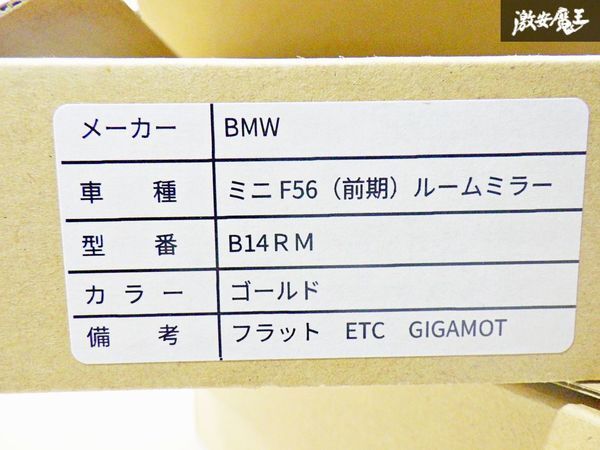 激安魔王
メーカー BMW
車 種 ミニ F56（前期）ルームミラー
型 番 B14RM
カ ラ ー ゴールド
備 考 フラット ETC GIGAMOT